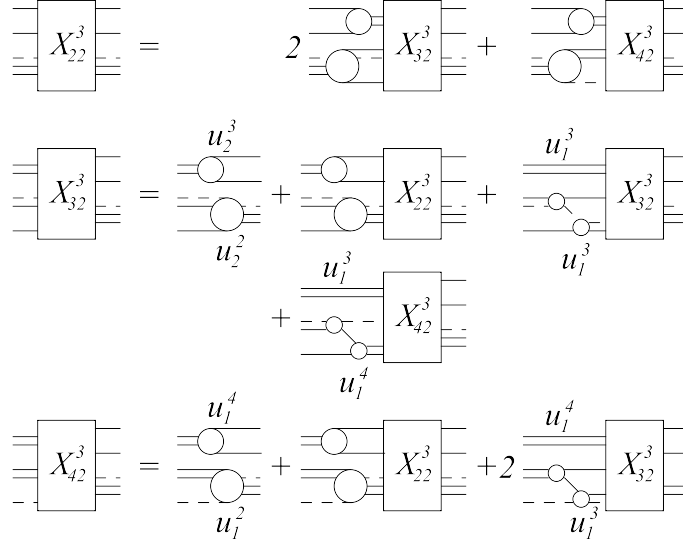 X_{22}^3 = 2 X_{32}^3 + X_{42}^3
u_2^3 u_1^3
X_{32}^3 = + X_{22}^3 + X_{32}^3
u_2^2 u_1^3
u_1^3
+ X_{42}^3
u_1^4
u_1^4 u_1^4
X_{42}^3 = + X_{22}^3 +2 X_{32}^3
u_1^2 u_1^3